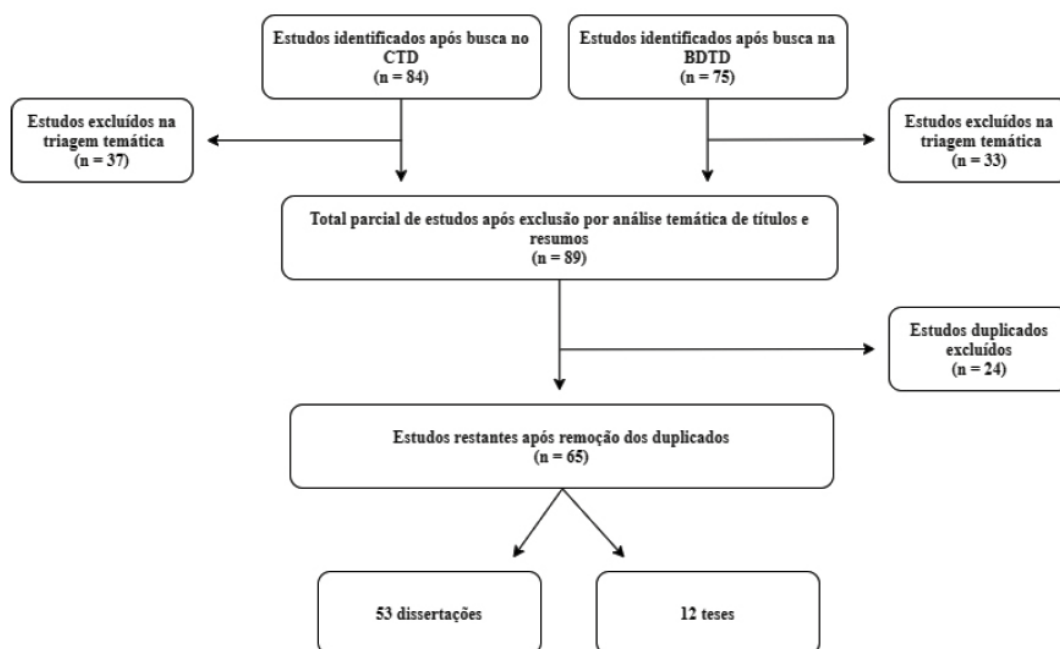 Estudos identificados após busca no
CTD
(n = 84)
Estudos identificados após busca na
BDTD
(n = 75)
Estudos excluídos na
triagem temática
(n = 37)
Estudos excluídos na
triagem temática
(n = 33)
Total parcial de estudos após exclusão por análise temática de títulos e
resumos
(n = 89)
Estudos duplicados
excluídos
(n = 24)
Estudos restantes após remoção dos duplicados
(n = 65)
53 dissertações
12 teses